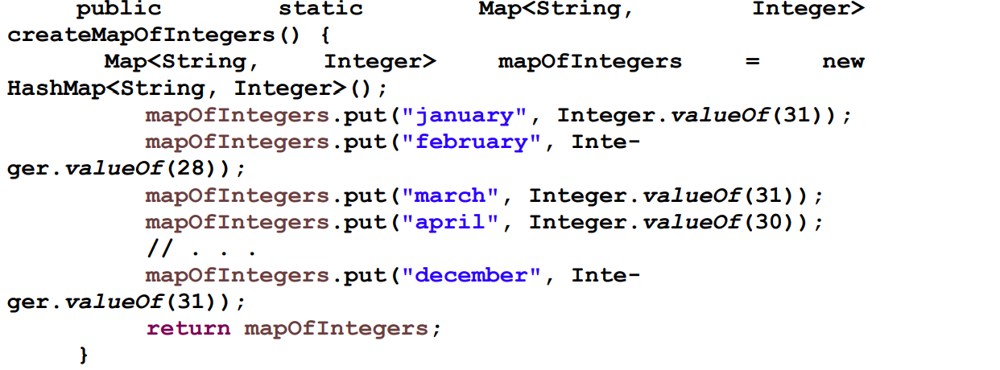 public static Map<String, Integer>
createMapOfIntegers() {
Map<String, Integer> mapOfIntegers = new
HashMap<String, Integer>();
mapOfIntegers.put("january", Integer.valueOf(31));
mapOfIntegers.put("february", Inte-
ger.valueOf(28));
mapOfIntegers.put("march", Integer.valueOf(31));
mapOfIntegers.put("april", Integer.valueOf(30));
// . . .
mapOfIntegers.put("december", Inte-
ger.valueOf(31));
return mapOfIntegers;
}